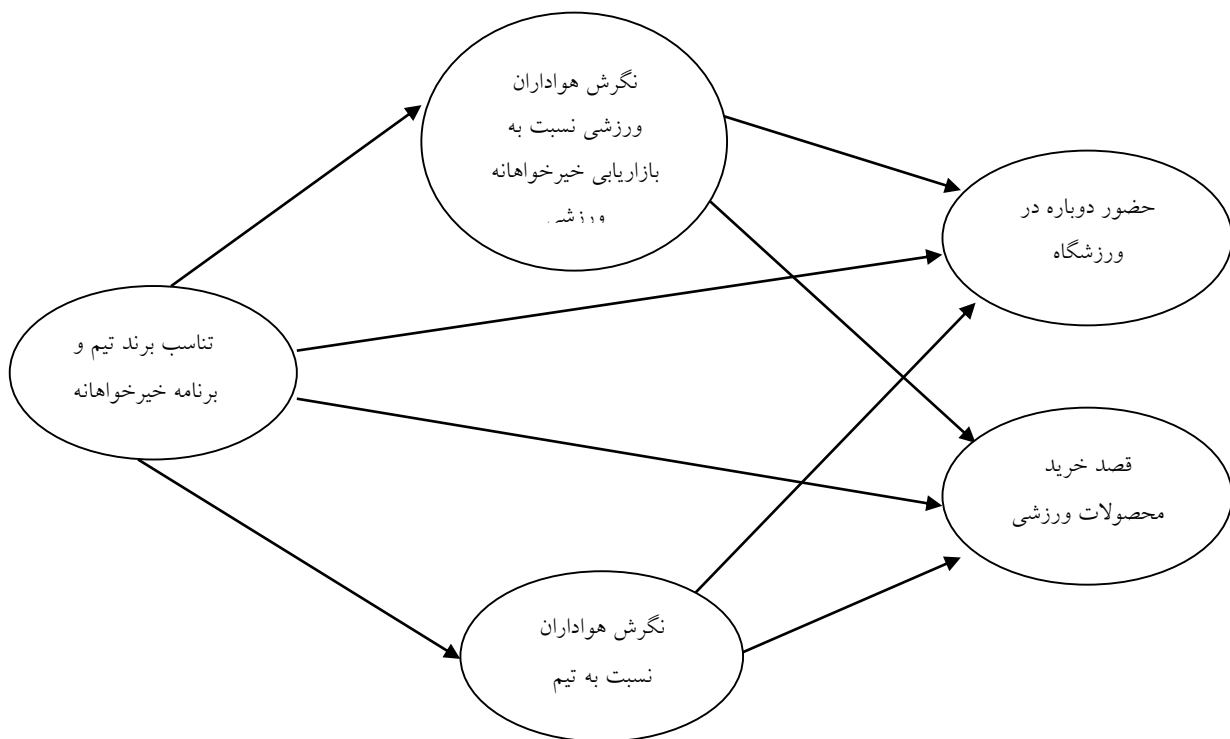 نگرش هواداران
ورزشی نسبت به
بازاریابی خیرخواهانه
ورزشی
حضور دوباره در
ورزشگاه
تناسب برند تیم و
برنامه خیرخواهانه
قصد خرید
محصولات ورزشی
نگرش هواداران
نسبت به تیم